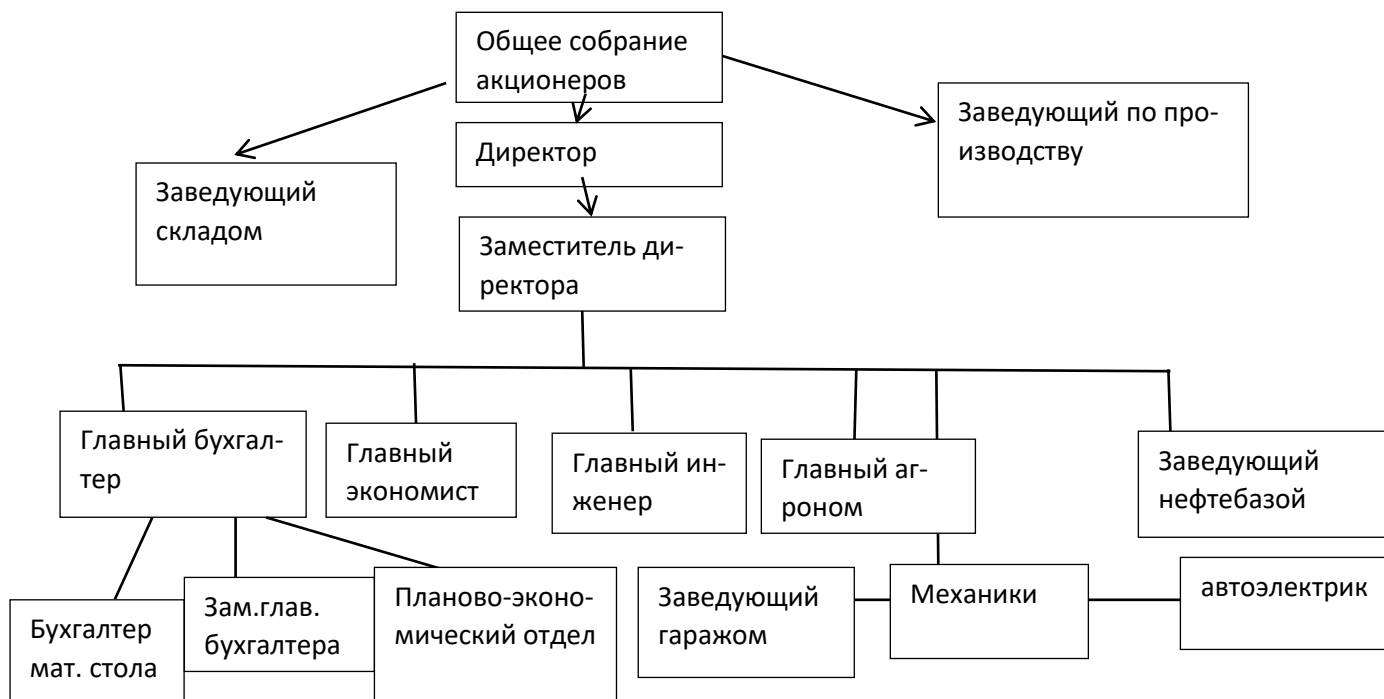 Общее собрание
акционеров
Заведующий по про-
изводству
Директор
Заведующий
складом
Заместитель ди-
ректора
Главный бухгал-
тер
Главный
экономист
Главный ин-
женер
Главный аг-
роном
Заведующий
нефтебазой
Бухгалтер
мат. стола
Зам.глав.
бухгалтера
Планово-эконо-
мический отдел
Заведующий
гаражом
Механики
автоэлектрик